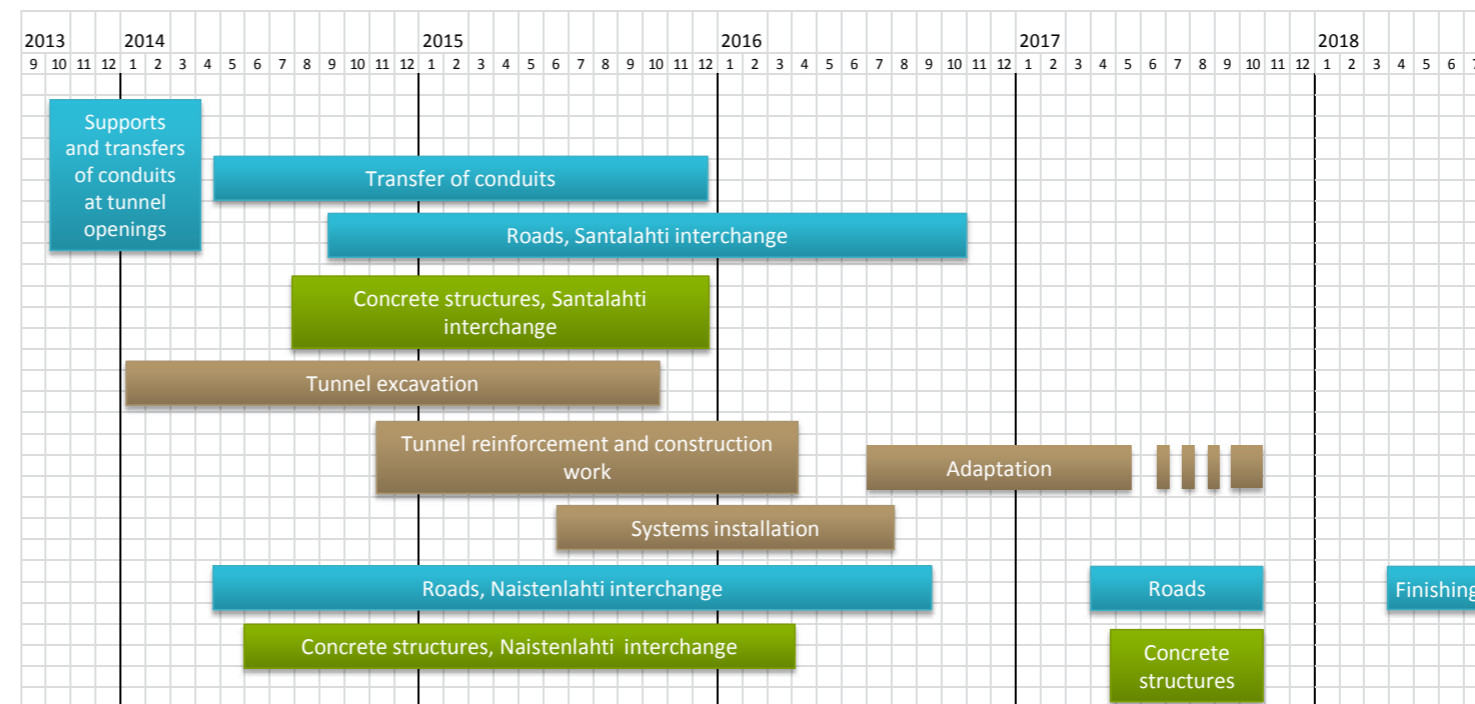 2013 2014 2015 2016 2017 2018
9 10 11 12 1 2 3 4 5 6 7 8 9 10 11 12 1 2 3 4 5 6 7 8 9 10 11 12 1 2 3 4 5 6 7 8 9 10 11 12 1 2 3 4 5 6 7 8 9 10 11 12 1 2 3 4 5 6 7
Supports
and transfers
of conduits
at tunnel
openings
Transfer of conduits
Roads, Santalahti interchange
Concrete structures, Santalahti
interchange
Tunnel excavation
Tunnel reinforcement and construction
work
Adaptation
Systems installation
Roads, Naistenlahti interchange
Roads
Finishing
Concrete structures, Naistenlahti interchange
Concrete
structures